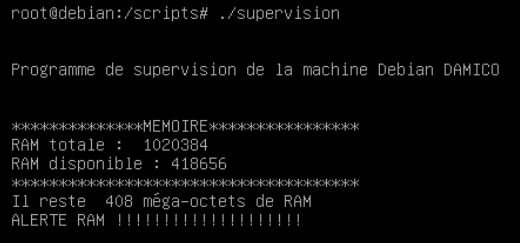 root@debian:/scripts# ./supervision
Programme de supervision de la machine Debian DAMICO
**************MEMOIRE****************
RAM totale :  1020384
RAM disponible : 418656
*************************************
Il reste  408 méga-octets de RAM
ALERTE RAM !!!!!!!!!!!!!!!!!!!!